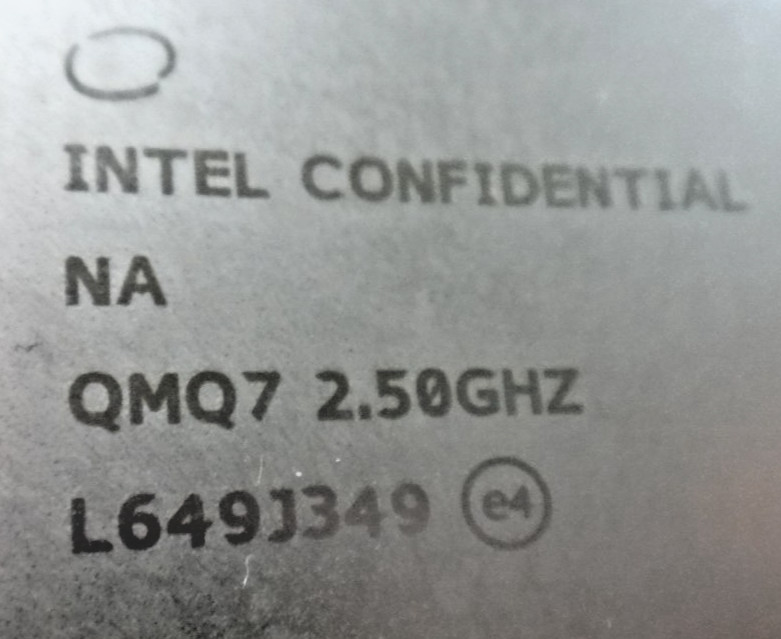 INTEL CONFIDENTIAL
NA
QMQ7 2.50GHZ
L649J349 e4